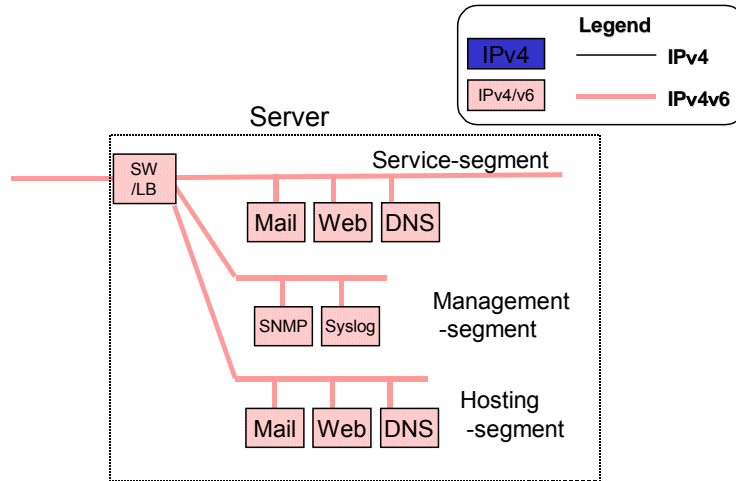 Legend
IPv4
IPv4
IPv4/v6
IPv4v6
Server
SW
/LB
Service-segment
Mail
Web
DNS
SNMP
Syslog
Management
-segment
Mail
Web
DNS
Hosting
-segment